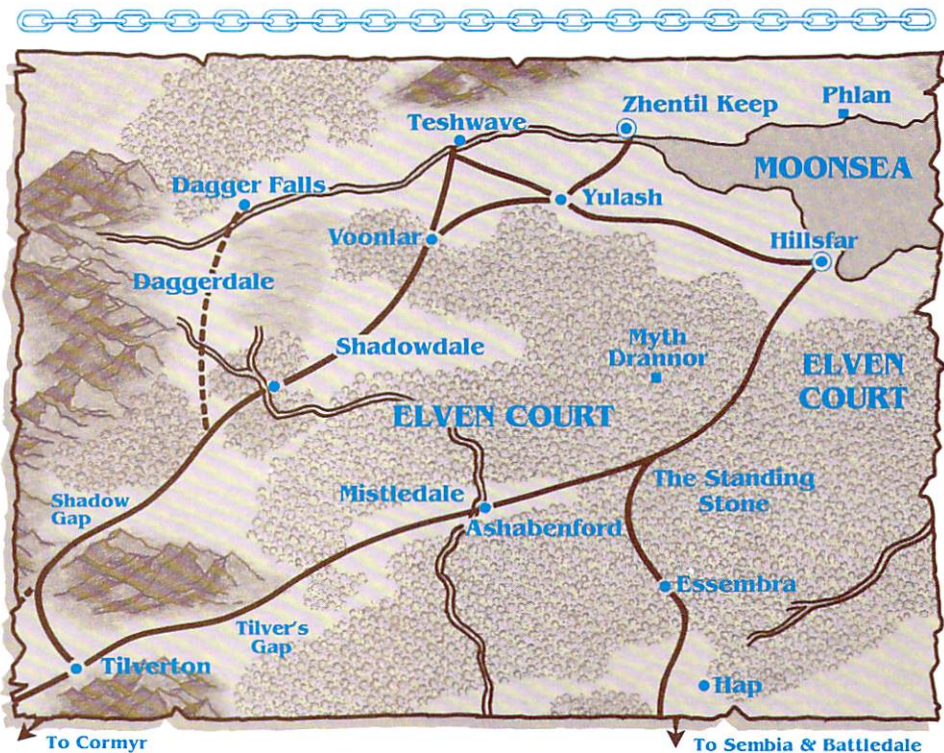 Phlan
Zhentil Keep
Teshwave
MOONSEA
Dagger Falls
Yulash
Voonlar
Hillsfar
Daggerdale
Shadowdale
Myth
Drannor
ELVEN
COURT
ELVEN COURT
The Standing
Stone
Mistledale
Shadow
Gap
Ashabenford
Essembra
Tilver's
Gap
Tilverton
Hap
To Cormyr
To Sembia & Battledale